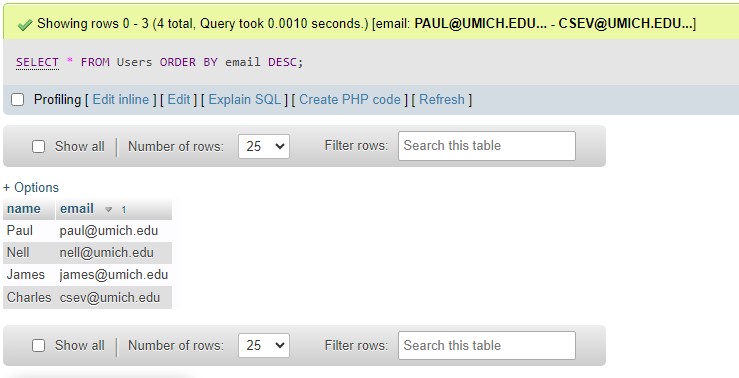 Showing rows 0 - 3 (4 total, Query took 0.0010 seconds.) [email: PAUL@UMICH.EDU... - CSEV@UMICH.EDU...]
SELECT * FROM Users ORDER BY email DESC;
Profiling [ Edit inline ] [ Edit ] [ Explain SQL ] [ Create PHP code ] [ Refresh ]
Show all Number of rows: 25 Filter rows: Search this table
+ Options
name email 1
Paul paul@umich.edu
Nell nell@umich.edu
James james@umich.edu
Charles csev@umich.edu
Show all Number of rows: 25 Filter rows: Search this table